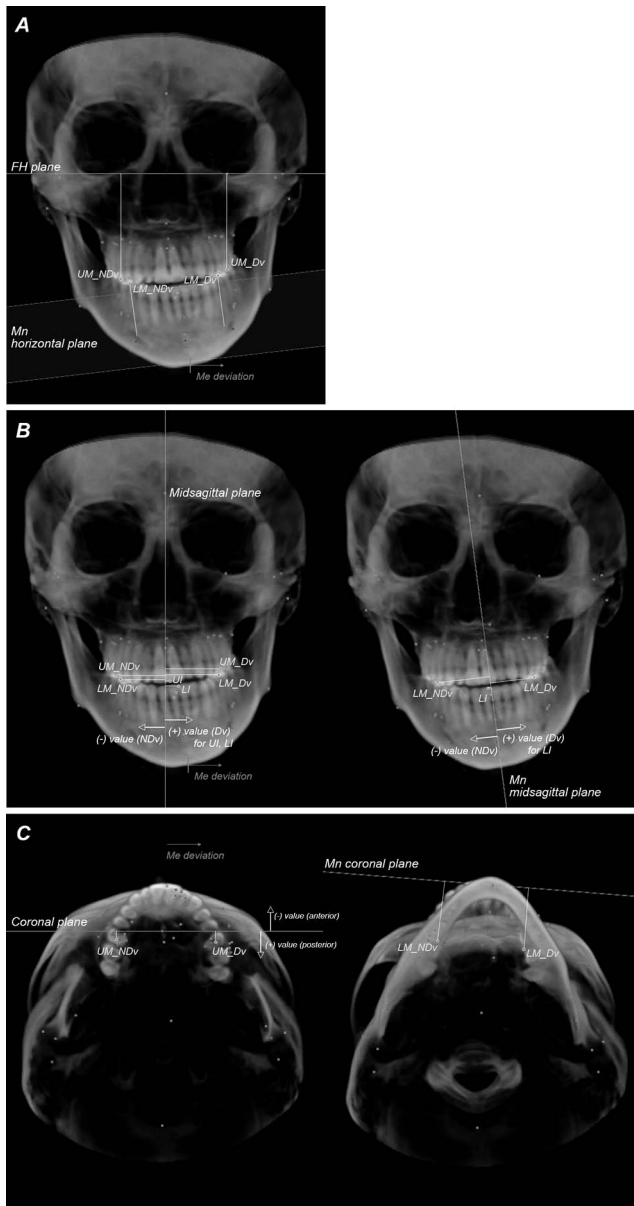 A
FH plane
UM_NDv
UM_Dv
LM_NDv
LM_Dv
Mn
horizontal plane
Me deviation
B
Midsagittal plane
UM_NDv
UM_Dv
UI
LM_NDv
LM_Dv
LI
(-) value (NDv)
(+) value (Dv)
for UI, LI
Me deviation
LM_NDv
LM_Dv
LI
(-) value (NDv)
(+) value (Dv)
for LI
Mn
midsagittal plane
C
Me deviation
Coronal plane
(-) value (anterior)
(+) value (posterior)
UM_NDv
UM_Dv
Mn coronal plane
LM_NDv
LM_Dv